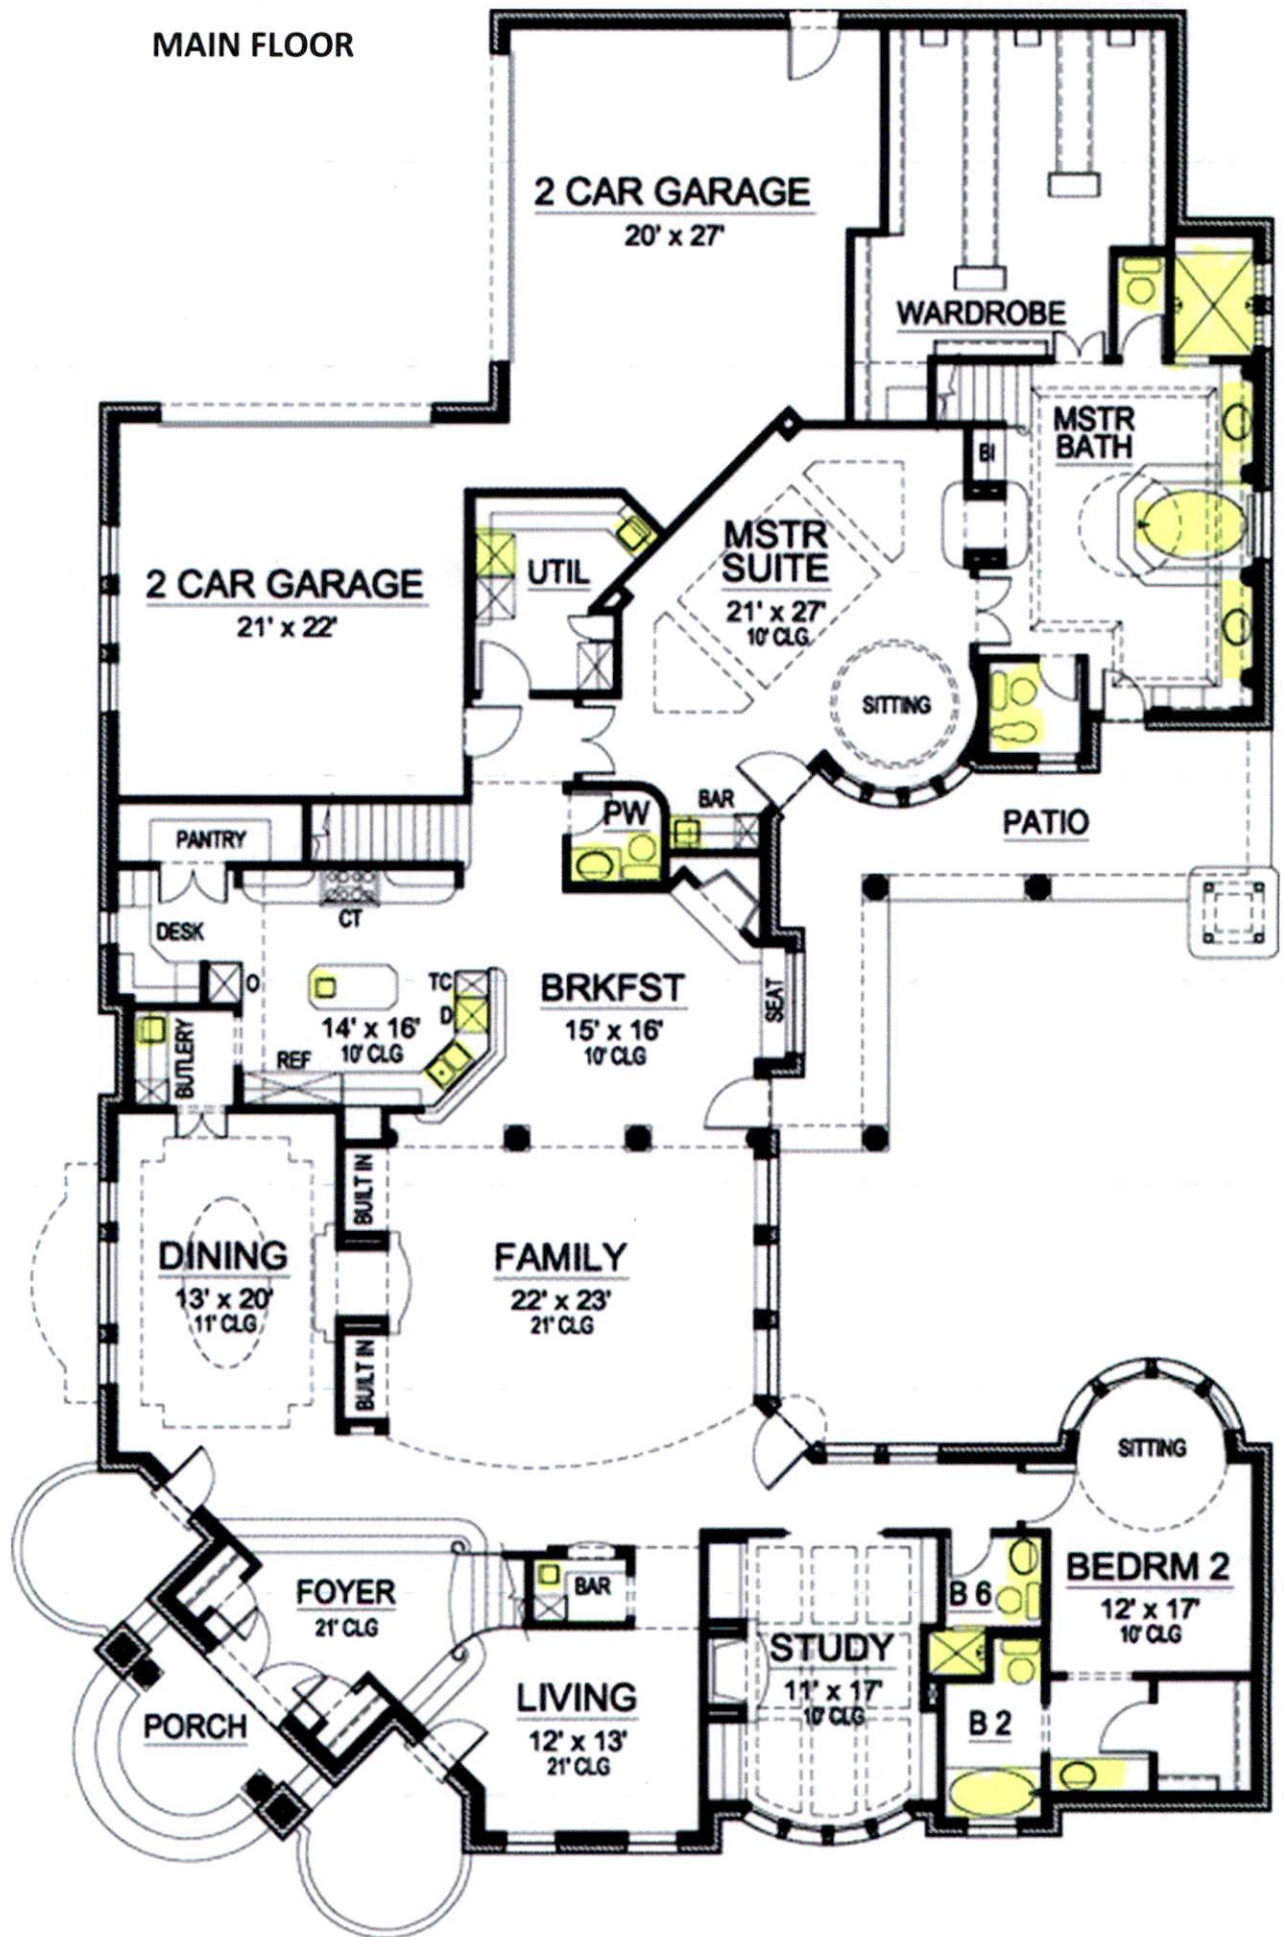 MAIN FLOOR
2 CAR GARAGE
20' x 27'
WARDROBE
MSTR
BATH
BI
MSTR
SUITE
21' x 27'
10' CLG
UTIL
2 CAR GARAGE
21' x 22'
SITTING
PW
BAR
PATIO
PANTRY
DESK
CT
O
TC
D
BRKFST
15' x 16'
10' CLG
SEAT
14' x 16'
10' CLG
REF
BUTLERY
BUILT IN
DINING
13' x 20'
11' CLG
FAMILY
22' x 23'
21' CLG
BUILT IN
SITTING
FOYER
21' CLG
BAR
B 6
BEDRM 2
12' x 17'
10' CLG
STUDY
11' x 17'
10' CLG
LIVING
12' x 13'
21' CLG
PORCH
B 2